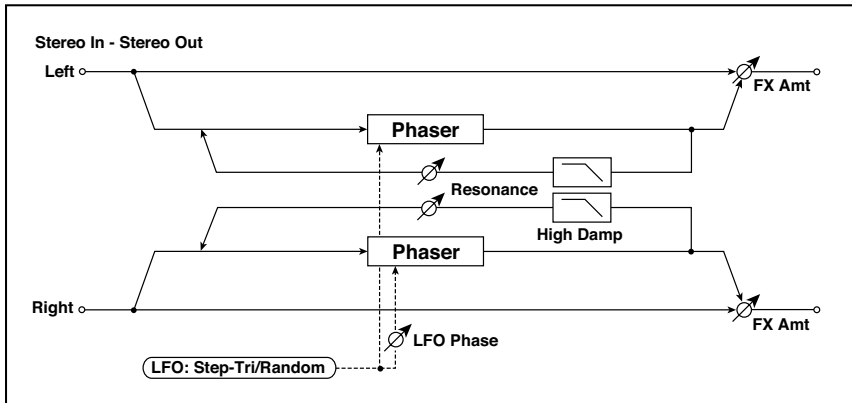 Stereo In - Stereo Out
Left
FX Amt
Phaser
Resonance
High Damp
Phaser
Right
FX Amt
LFO Phase
LFO: Step-Tri/Random